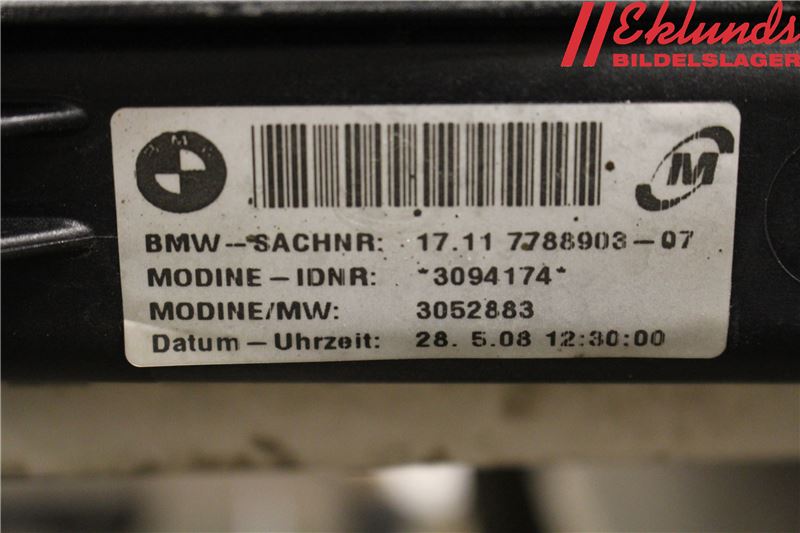 Eklunds
BILDELSLAGER
BMW
M
BMW-SACHNR: 17.11 7788903-07
MODINE-IDNR: *3094174*
MODINE/MW: 3052883
Datum-Uhrzeit: 28. 5.08 12:30:00